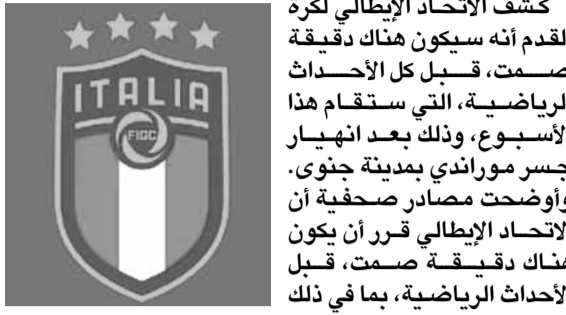 كشف الاتحاد الإيطالي لكرة
لقدم أنه سيكون هناك دقيقة
صمت، قبل كل الأحداث
لرياضية، التي ستقام هذا
لأسبوع، وذلك بعد انهيار
جسر موراندي بمدينة جنوى.
وأوضحت مصادر صحفية أن
لاتحاد الإيطالي قرر أن يكون
هناك دقيقة صمت، قبل
لأحداث الرياضية، بما في ذلك
ITALIA
FIGC